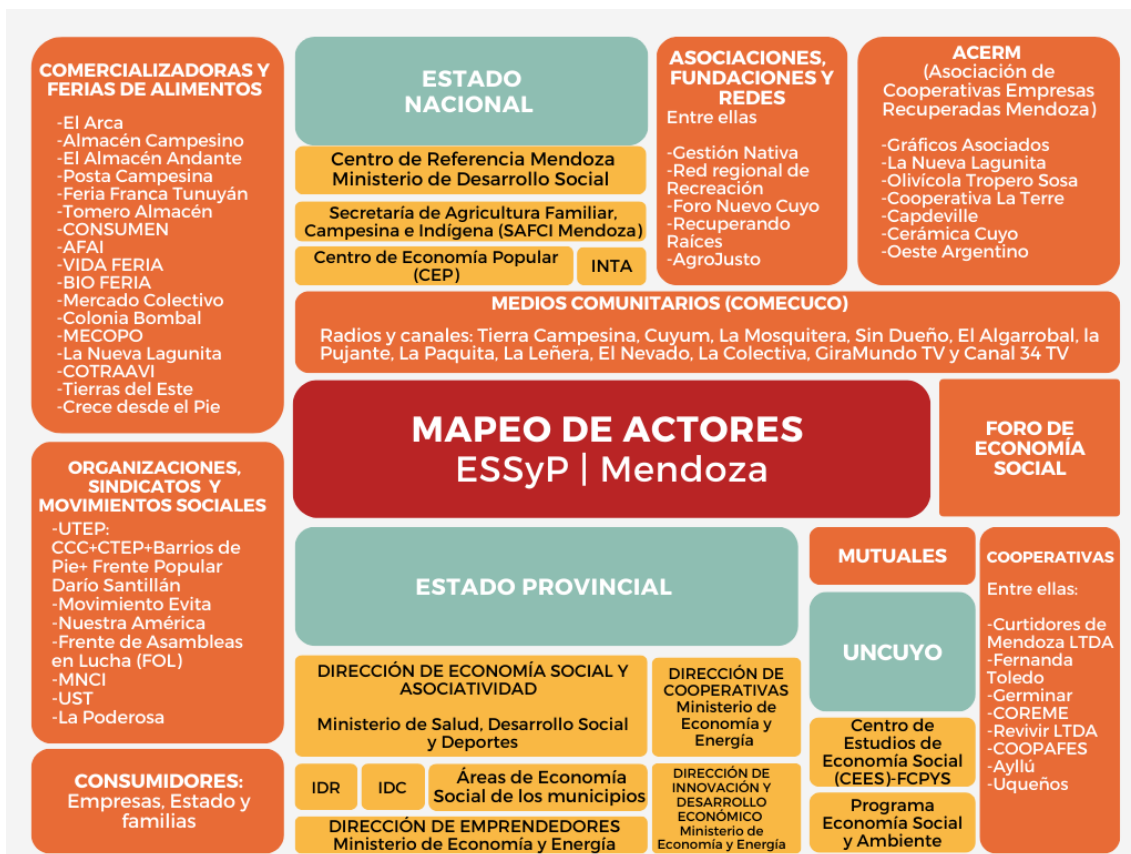 COMERCIALIZADORAS Y
FERIAS DE ALIMENTOS
-El Arca
-Almacén Campesino
-El Almacén Andante
-Posta Campesina
-Feria Franca Tunuyán
-Tomero Almacén
-CONSUMEN
-AFAI
-VIDA FERIA
-BIO FERIA
-Mercado Colectivo
-Colonia Bombal
-MECOPO
-La Nueva Lagunita
-COTRAAVI
-Tierras del Este
-Crece desde el Pie
ESTADO
NACIONAL
Centro de Referencia Mendoza
Ministerio de Desarrollo Social
Secretaría de Agricultura Familiar,
Campesina e Indígena (SAFCI Mendoza)
Centro de Economía Popular
(CEP)
INTA
ASOCIACIONES,
FUNDACIONES Y
REDES
Entre ellas
-Gestión Nativa
-Red regional de
Recreación
-Foro Nuevo Cuyo
-Recuperando
Raíces
-AgroJusto
ACERM
(Asociación de
Cooperativas Empresas
Recuperadas Mendoza)
-Gráficos Asociados
-La Nueva Lagunita
-Olivícola Tropero Sosa
-Cooperativa La Terre
-Capdeville
-Cerámica Cuyo
-Oeste Argentino
MEDIOS COMUNITARIOS (COMECUCO)
Radios y canales: Tierra Campesina, Cuyum, La Mosquitera, Sin Dueño, El Algarrobal, la
Pujante, La Paquita, La Leñera, El Nevado, La Colectiva, GiraMundo TV y Canal 34 TV
MAPEO DE ACTORES
ESSyP | Mendoza
FORO DE
ECONOMÍA
SOCIAL
ORGANIZACIONES,
SINDICATOS Y
MOVIMIENTOS SOCIALES
-UTEP:
CCC+CTEP+Barrios de
Pie+ Frente Popular
Darío Santillán
-Movimiento Evita
-Nuestra América
-Frente de Asambleas
en Lucha (FOL)
-MNCI
-UST
-La Poderosa
CONSUMIDORES:
Empresas, Estado y
familias
ESTADO PROVINCIAL
DIRECCIÓN DE ECONOMÍA SOCIAL Y
ASOCIATIVIDAD
Ministerio de Salud, Desarrollo Social
y Deportes
DIRECCIÓN DE
COOPERATIVAS
Ministerio de
Economía y
Energía
IDR
IDC
Áreas de Economía
Social de los municipios
DIRECCIÓN DE EMPRENDEDORES
Ministerio de Economía y Energía
DIRECCIÓN DE
INNOVACIÓN Y
DESARROLLO
ECONÓMICO
Ministerio de
Economía y Energía
MUTUALES
UNCUYO
Centro de
Estudios de
Economía Social
(CEES)-FCPYS
Programa
Economía Social
y Ambiente
COOPERATIVAS
Entre ellas:
-Curtidores de
Mendoza LTDA
-Fernanda
Toledo
-Germinar
-COREME
-Revivir LTDA
-COOPAFES
-Ayllú
-Uqueños